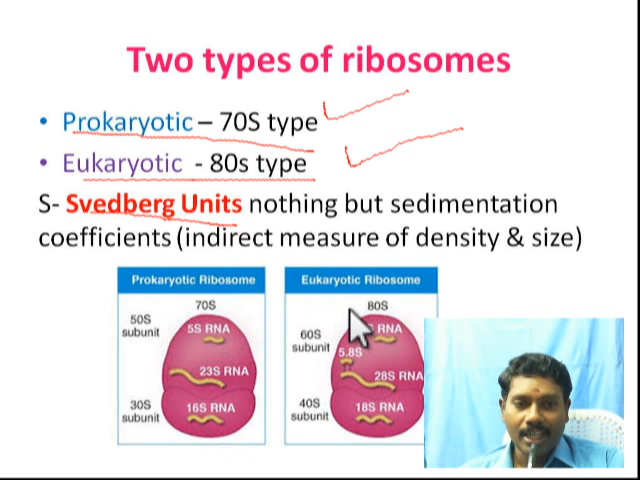 Two types of ribosomes
• Prokaryotic – 70S type
• Eukaryotic - 80s type
S- Svedberg Units nothing but sedimentation
coefficients (indirect measure of density & size)
Prokaryotic Ribosome
70S
50S
subunit
5S RNA
23S RNA
30S
subunit
16S RNA
Eukaryotic Ribosome
80S
60S
subunit
RNA
5.8S
28S RNA
40S
subunit
18S RNA